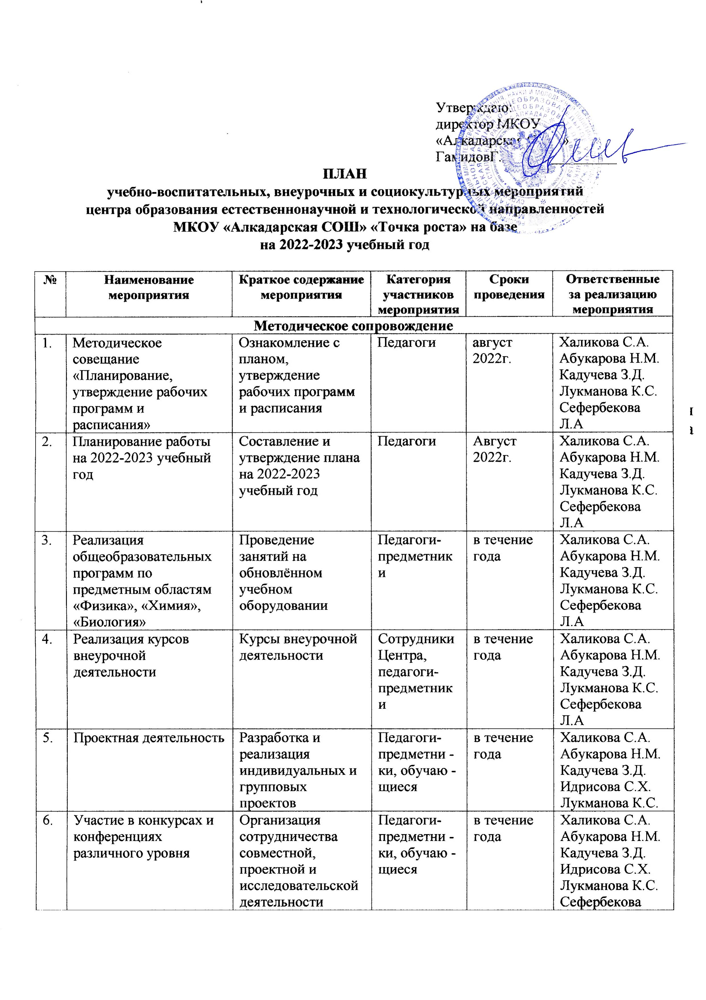 Утверждаю:
директор МКОУ
«Алкадарская
ГамидовГ.
ПЛАН
учебно-воспитательных, внеурочных и социокультурных мероприятий
центра образования естественнонаучной и технологической направленностей
МКОУ «Алкадарская СОШ» «Точка роста» на базе
на 2022-2023 учебный год
№
Наименование
мероприятия
Краткое содержание
мероприятия
Категория
участников
мероприятия
Сроки
проведения
Ответственные
за реализацию
мероприятия
Методическое сопровождение
1.
Методическое
совещание
«Планирование,
утверждение рабочих
программ и
расписания»
Ознакомление с
планом,
утверждение
рабочих программ
и расписания
Педагоги
август
2022г.
Халикова С.А.
Абукарова Н.М.
Кадучева З.Д.
Лукманова К.С.
Сефербекова
Л.А
2.
Планирование работы
на 2022-2023 учебный
год
Составление и
утверждение плана
на 2022-2023
учебный год
Педагоги
Август
2022г.
Халикова С.А.
Абукарова Н.М.
Кадучева З.Д.
Лукманова К.С.
Сефербекова
Л.А
3.
Реализация
общеобразовательных
программ по
предметным областям
«Физика», «Химия»,
«Биология»
Проведение
занятий на
обновлённом
учебном
оборудовании
Педагоги-
предметник
и
в течение
года
Халикова С.А.
Абукарова Н.М.
Кадучева З.Д.
Лукманова К.С.
Сефербекова
Л.А
4.
Реализация курсов
внеурочной
деятельности
Курсы внеурочной
деятельности
Сотрудники
Центра,
педагоги-
предметник
и
в течение
года
Халикова С.А.
Абукарова Н.М.
Кадучева З.Д.
Лукманова К.С.
Сефербекова
Л.А
5.
Проектная деятельность
Разработка и
реализация
индивидуальных и
групповых
проектов
Педагоги-
предметни -
ки, обучаю -
щиеся
в течение
года
Халикова С.А.
Абукарова Н.М.
Кадучева З.Д.
Идрисова С.Х.
Лукманова К.С.
6.
Участие в конкурсах и
конференциях
различного уровня
Организация
сотрудничества
совместной,
проектной и
исследовательской
деятельности
Педагоги-
предметни -
ки, обучаю -
щиеся
в течение
года
Халикова С.А.
Абукарова Н.М.
Кадучева З.Д.
Идрисова С.Х.
Лукманова К.С.
Сефербекова